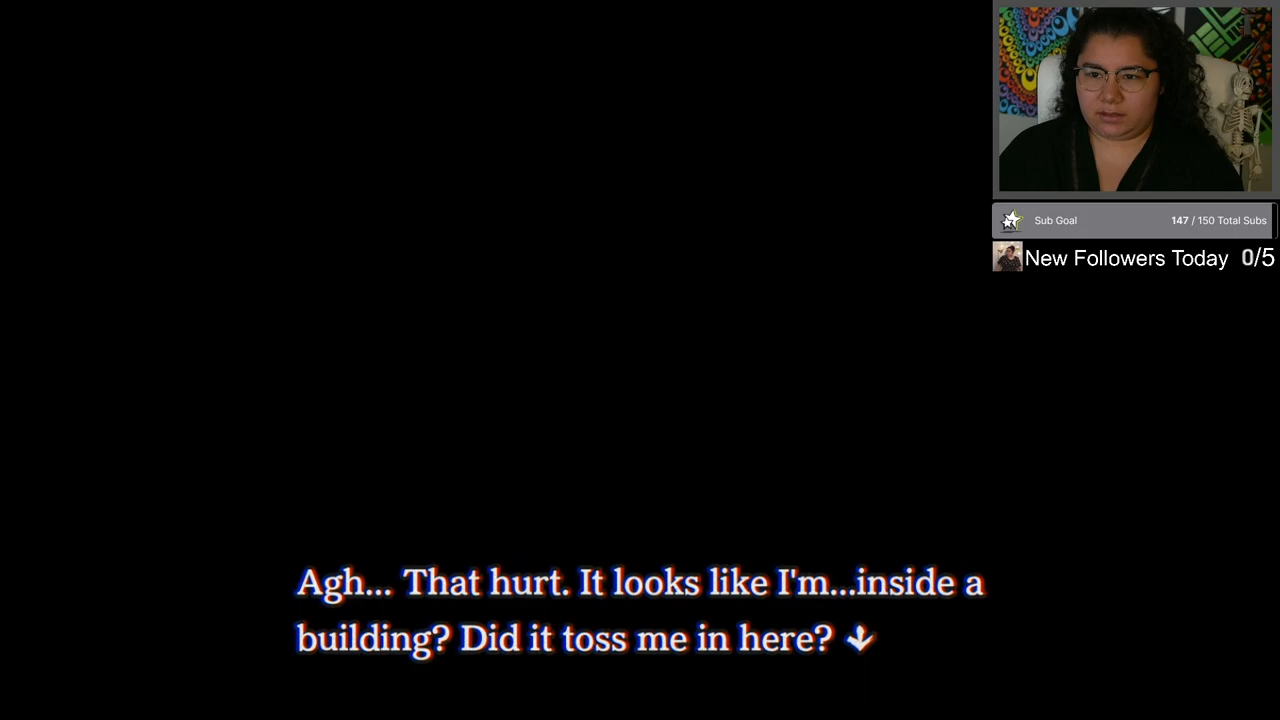 Sub Goal 147 / 150 Total Subs
New Followers Today 0/5
Agh... That hurt. It looks like I'm...inside a
building? Did it toss me in here?